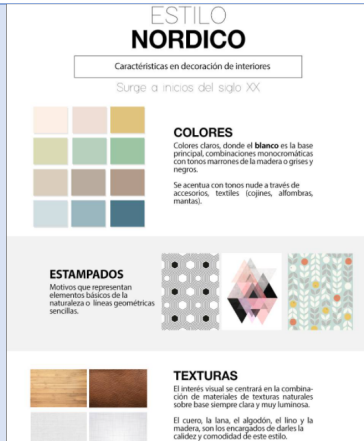 ESTILO
NORDICO
Características en decoración de interiores
Surge a inicios del siglo XX
COLORES
Colores claros, donde el blanco es la base
principal, combinaciones monocromáticas
con tonos marrones de la madera o grises y
negros.
Se acentua con tonos nude a través de
accesorios, textiles (cojines, alfombras,
mantas).
ESTAMPADOS
Motivos que representan
elementos básicos de la
naturaleza o lineas geométricas
sencillas.
TEXTURAS
El interés visual se centrará en la combina-
ción de materiales de texturas naturales
sobre base siempre clara y muy luminosa.
El cuero, la lana, el algodón, el lino y la
madera, son los encargados de darles la
calidez y comodidad de este estilo.